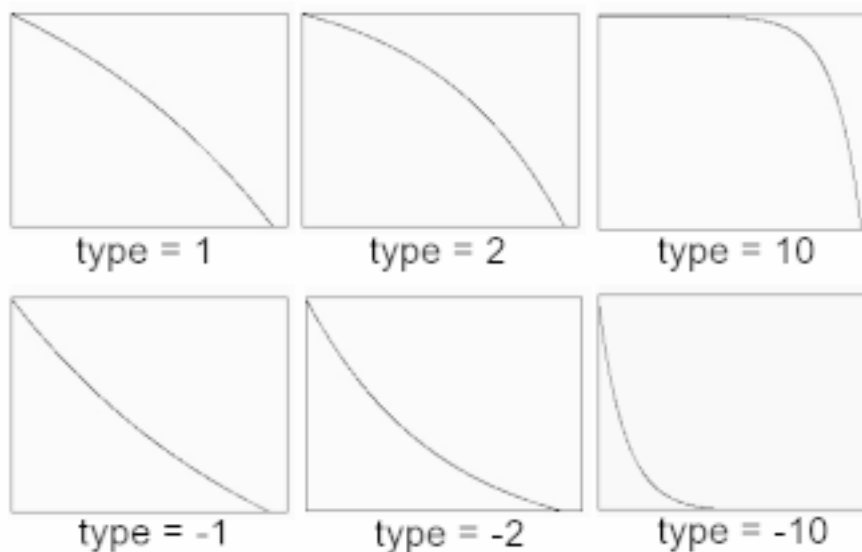 type = 1
type = 2
type = 10
type = -1
type = -2
type = -10